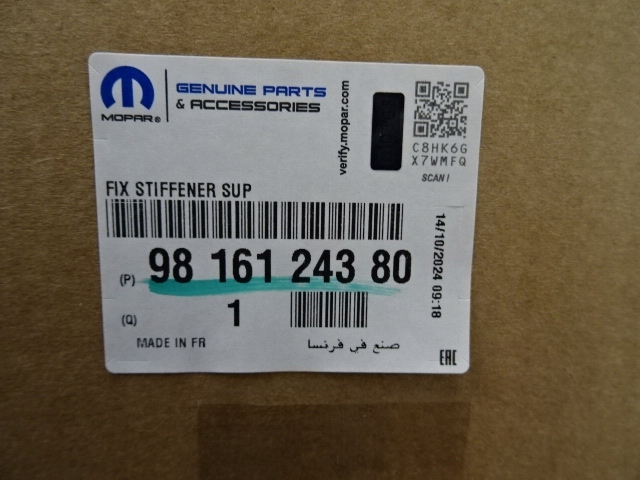 MOPAR®
GENUINE PARTS
& ACCESSORIES
verify.mopar.com
C8HK6G
X7WMFQ
SCAN!
FIX STIFFENER SUP
(P) 98 161 243 80
14/10/2024 09:18
(Q) 1
MADE IN FR
صنع في فرنسا
EAC